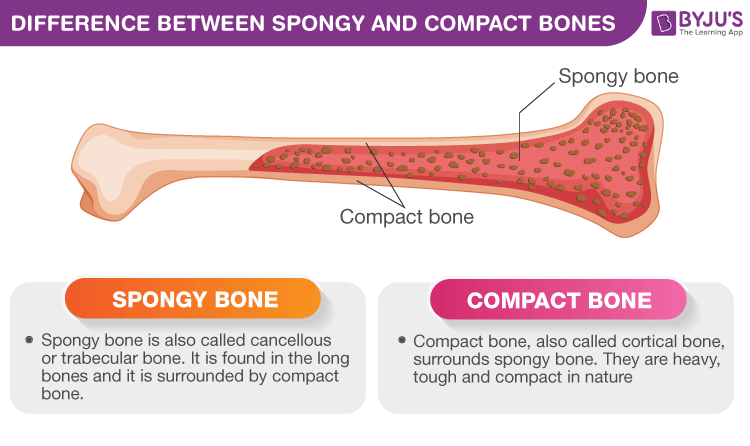 DIFFERENCE BETWEEN SPONGY AND COMPACT BONES
BYJU'S
The Learning App
Spongy bone
Compact bone
SPONGY BONE
Spongy bone is also called cancellous
or trabecular bone. It is found in the long
bones and it is surrounded by compact
bone.
COMPACT BONE
Compact bone, also called cortical bone,
surrounds spongy bone. They are heavy,
tough and compact in nature